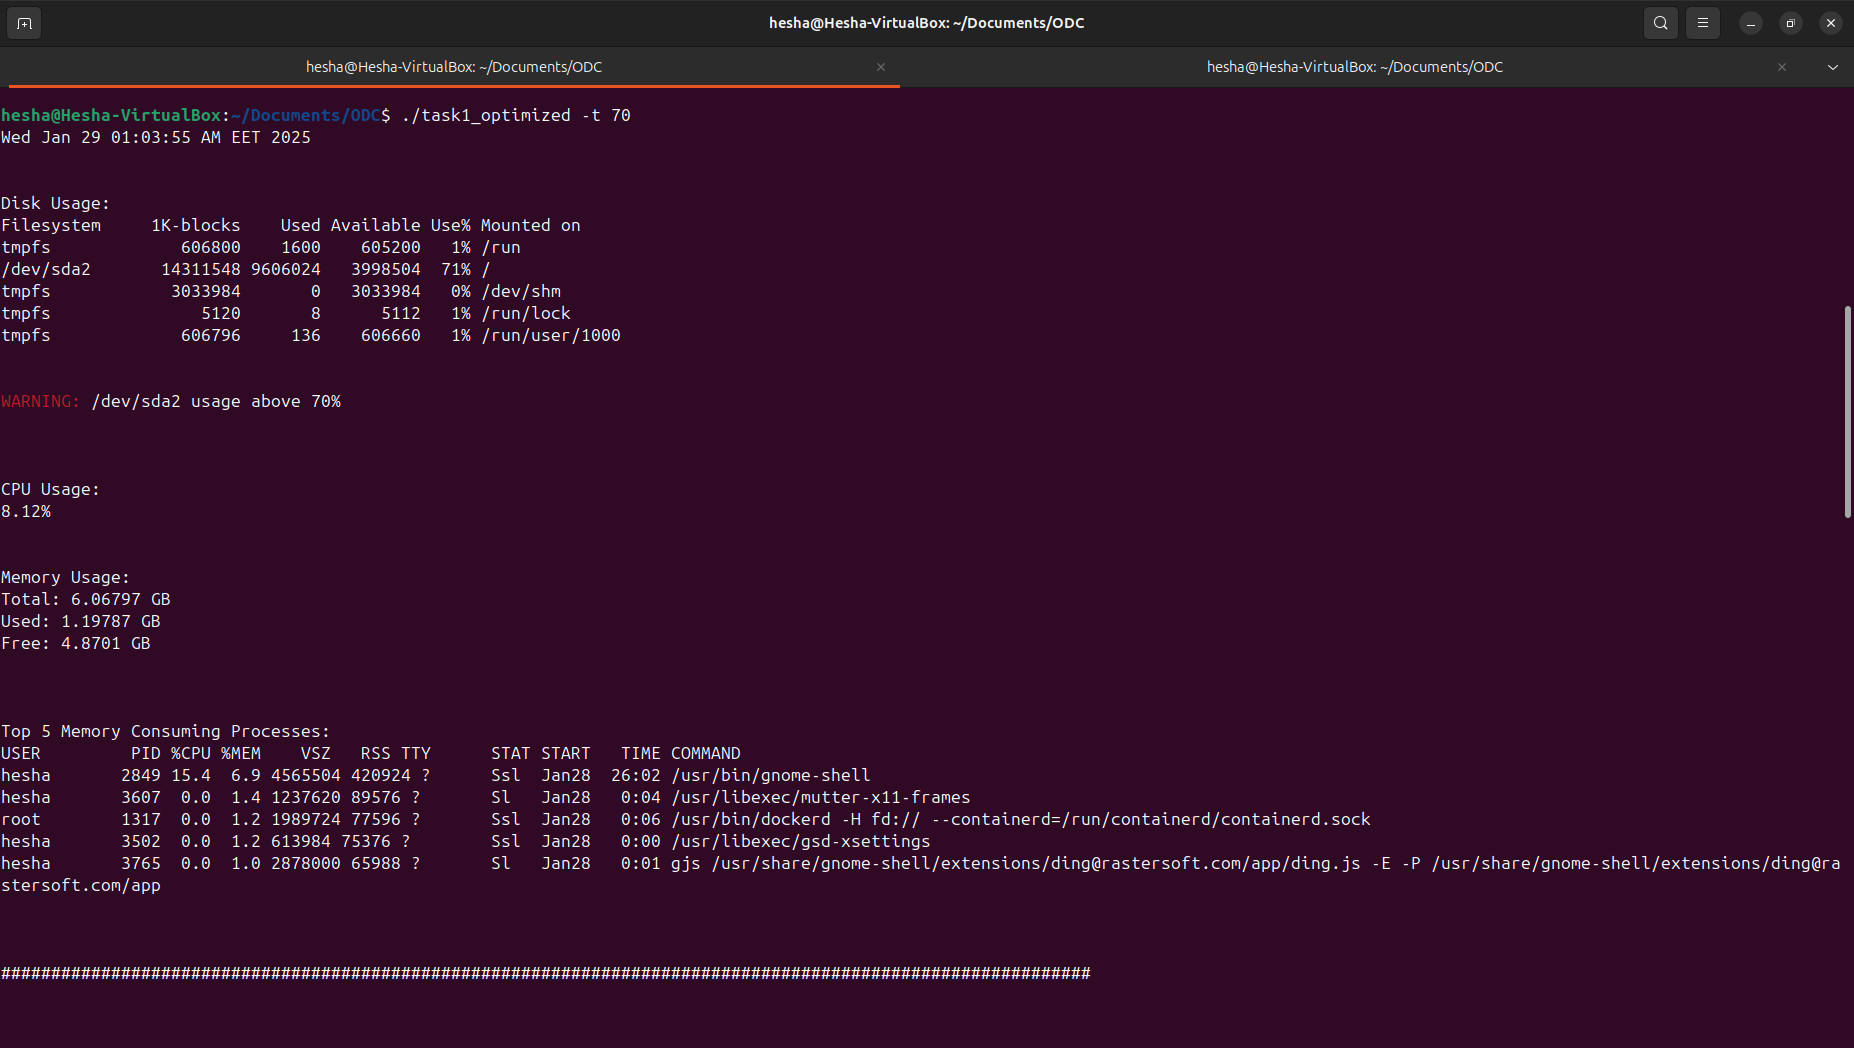 hesha@Hesha-VirtualBox: ~/Documents/ODC
hesha@Hesha-VirtualBox: ~/Documents/ODC
hesha@Hesha-VirtualBox: ~/Documents/ODC
hesha@Hesha-VirtualBox:~/Documents/ODC$ ./task1_optimized -t 70
Wed Jan 29 01:03:55 AM EET 2025
Disk Usage:
Filesystem     1K-blocks    Used Available Use% Mounted on
tmpfs             606800    1600    605200   1% /run
/dev/sda2       14311548 9606024   3998504  71% /
tmpfs            3033984       0   3033984   0% /dev/shm
tmpfs               5120       8      5112   1% /run/lock
tmpfs             606796     136    606660   1% /run/user/1000
WARNING: /dev/sda2 usage above 70%
CPU Usage:
8.12%
Memory Usage:
Total: 6.06797 GB
Used: 1.19787 GB
Free: 4.8701 GB
Top 5 Memory Consuming Processes:
USER         PID %CPU %MEM    VSZ   RSS TTY      STAT START   TIME COMMAND
hesha       2849 15.4  6.9 4565504 420924 ?      Ssl  Jan28  26:02 /usr/bin/gnome-shell
hesha       3607  0.0  1.4 1237620 89576 ?       Sl   Jan28   0:04 /usr/libexec/mutter-x11-frames
root        1317  0.0  1.2 1989724 77596 ?       Ssl  Jan28   0:06 /usr/bin/dockerd -H fd:// --containerd=/run/containerd/containerd.sock
hesha       3502  0.0  1.2 613984 75376 ?        Ssl  Jan28   0:00 /usr/libexec/gsd-xsettings
hesha       3765  0.0  1.0 2878000 65988 ?       Sl   Jan28   0:01 gjs /usr/share/gnome-shell/extensions/ding@rastersoft.com/app/ding.js -E -P /usr/share/gnome-shell/extensions/ding@ra
stersoft.com/app
#############################################################################################################